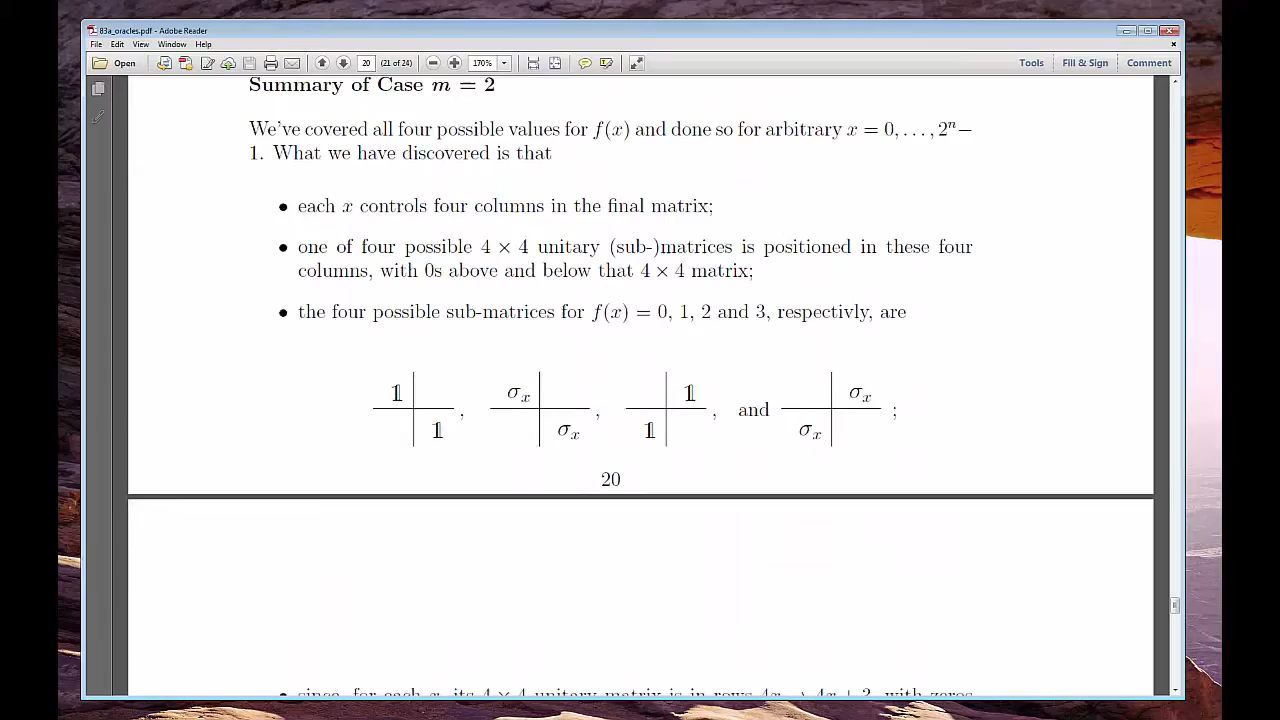 83a_oracles.pdf - Adobe Reader
File Edit View Window Help
Open 20 (21 of 24) 170% Tools Fill & Sign Comment
Summary of Case m = 2
We've covered all four possible values for f(x) and done so for arbitrary x = 0, . . . , 2ⁿ−
1. What we have discovered is that
• each x controls four columns in the final matrix;
• one of four possible 4 × 4 unitary (sub-)matrices is positioned in these four
columns, with 0s above and below that 4 × 4 matrix;
• the four possible sub-matrices for f(x) = 0, 1, 2 and 3, respectivly, are
𝟙 σₓ 𝟙 σₓ
, , , and ;
𝟙 σₓ 𝟙 σₓ
20